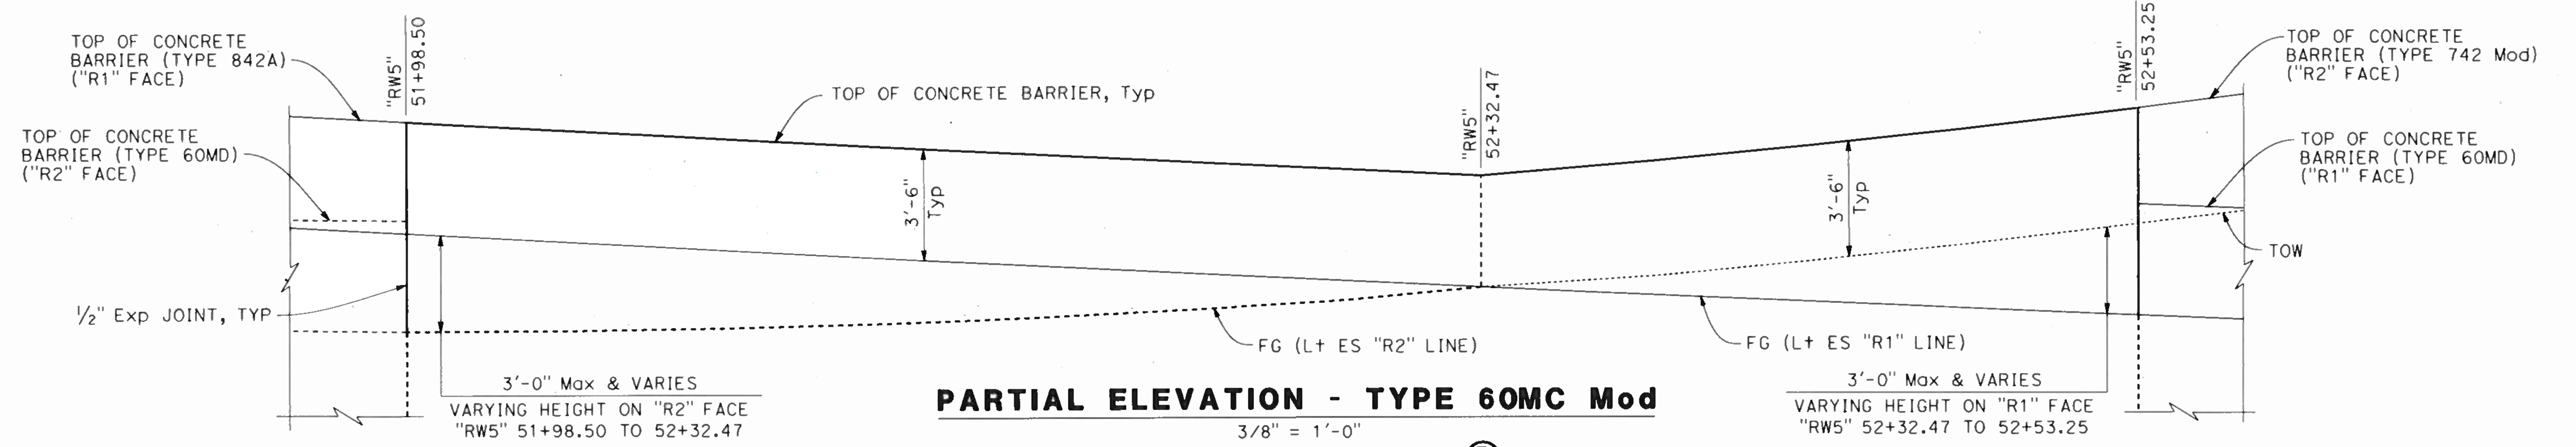 TOP OF CONCRETE
BARRIER (TYPE 842A)
("R1" FACE)
TOP OF CONCRETE
BARRIER (TYPE 60MD)
("R2" FACE)
1/2" Exp JOINT, TYP
"RW5"
51+98.50
TOP OF CONCRETE BARRIER, Typ
3'-6"
Typ
"RW5"
52+32.47
3'-6"
Typ
"RW5"
52+53.25
TOP OF CONCRETE
BARRIER (TYPE 742 Mod)
("R2" FACE)
TOP OF CONCRETE
BARRIER (TYPE 60MD)
("R1" FACE)
TOW
FG (Lt ES "R2" LINE)
FG (Lt ES "R1" LINE)
3'-0" Max & VARIES
VARYING HEIGHT ON "R2" FACE
"RW5" 51+98.50 TO 52+32.47
3'-0" Max & VARIES
VARYING HEIGHT ON "R1" FACE
"RW5" 52+32.47 TO 52+53.25
PARTIAL ELEVATION - TYPE 60MC Mod
3/8" = 1'-0"